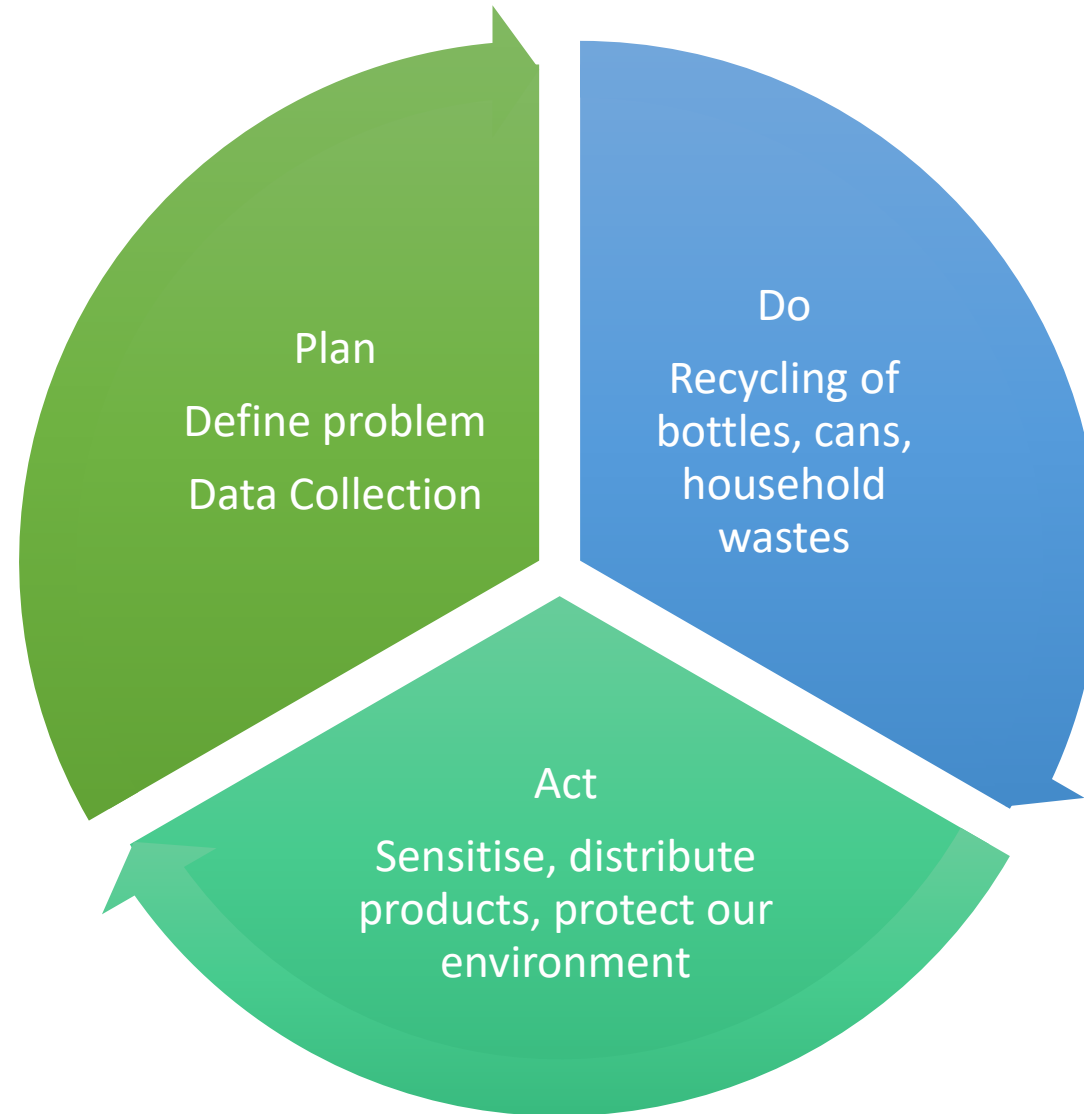 Plan
Define problem
Data Collection
Do
Recycling of
bottles, cans,
household
wastes
Act
Sensitise, distribute
products, protect our
environment